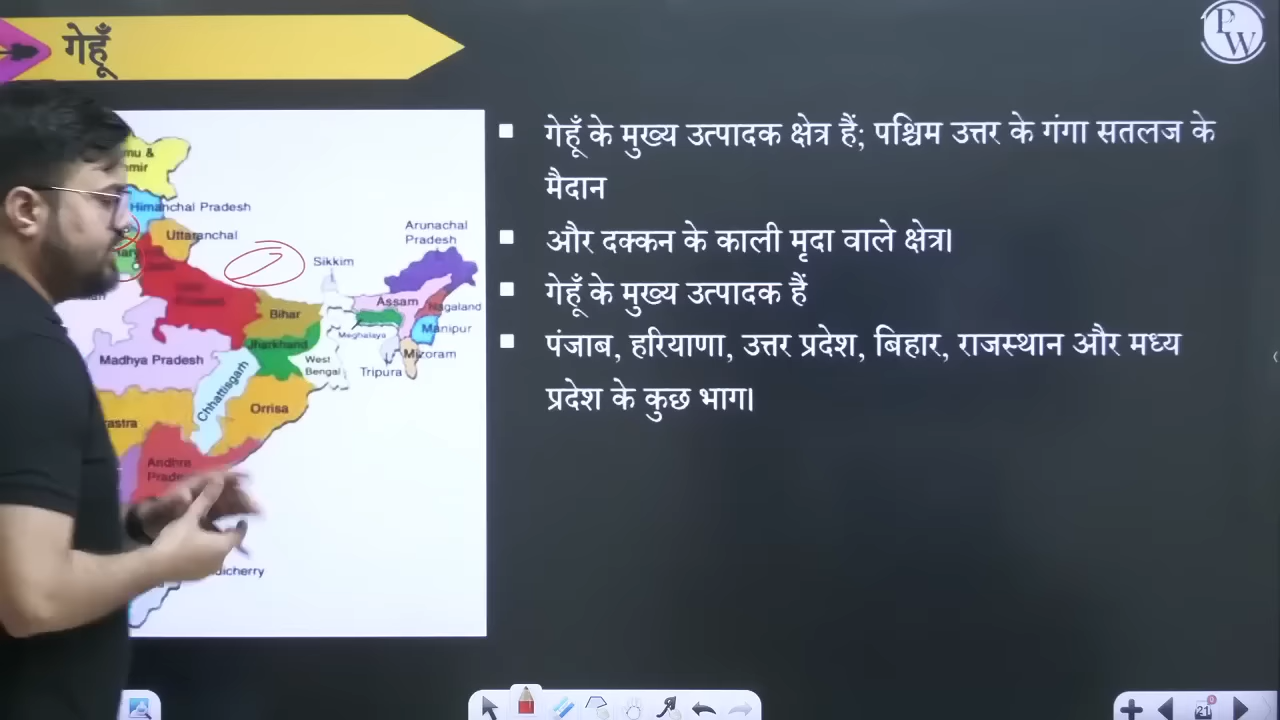 गेहूँ
PW
गेहूँ के मुख्य उत्पादक क्षेत्र हैं; पश्चिम उत्तर के गंगा सतलज के
मैदान
और दक्कन के काली मृदा वाले क्षेत्र।
गेहूँ के मुख्य उत्पादक हैं
पंजाब, हरियाणा, उत्तर प्रदेश, बिहार, राजस्थान और मध्य
प्रदेश के कुछ भाग।
Himanchal Pradesh
Uttaranchal
Arunachal
Pradesh
Sikkim
Assam
Nagaland
Bihar
Meghalaya
Manipur
Jharkhand
Mizoram
Madhya Pradesh
West
Bengal
Tripura
Chhattisgarh
Orrisa
Andhra
21